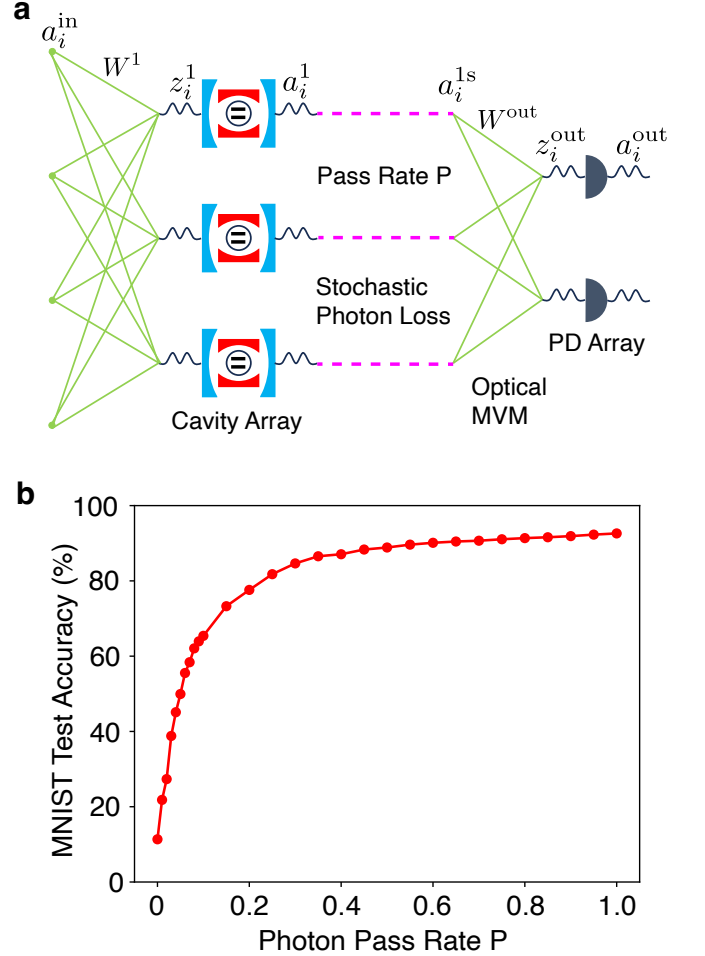 a
a_i^in
W^1
z_i^1
a_i^1
a_i^1s
W^out
z_i^out
a_i^out
Pass Rate P
Stochastic
Photon Loss
PD Array
Cavity Array
Optical
MVM
b
MNIST Test Accuracy (%)
100
80
60
40
20
0
0 0.2 0.4 0.6 0.8 1.0
Photon Pass Rate P